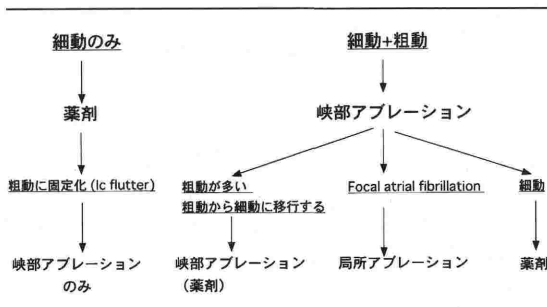 細動のみ
細動+粗動
薬剤
峡部アブレーション
粗動に固定化 (Ic flutter)
粗動が多い
粗動から細動に移行する
Focal atrial fibrillation
細動
峡部アブレーション
のみ
峡部アブレーション
(薬剤)
局所アブレーション
薬剤